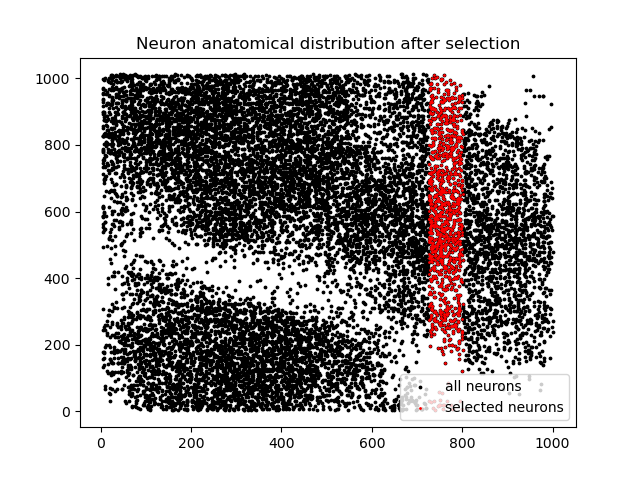 Neuron anatomical distribution after selection
1000
800
600
400
200
0
all neurons
selected neurons
0 200 400 600 800 1000